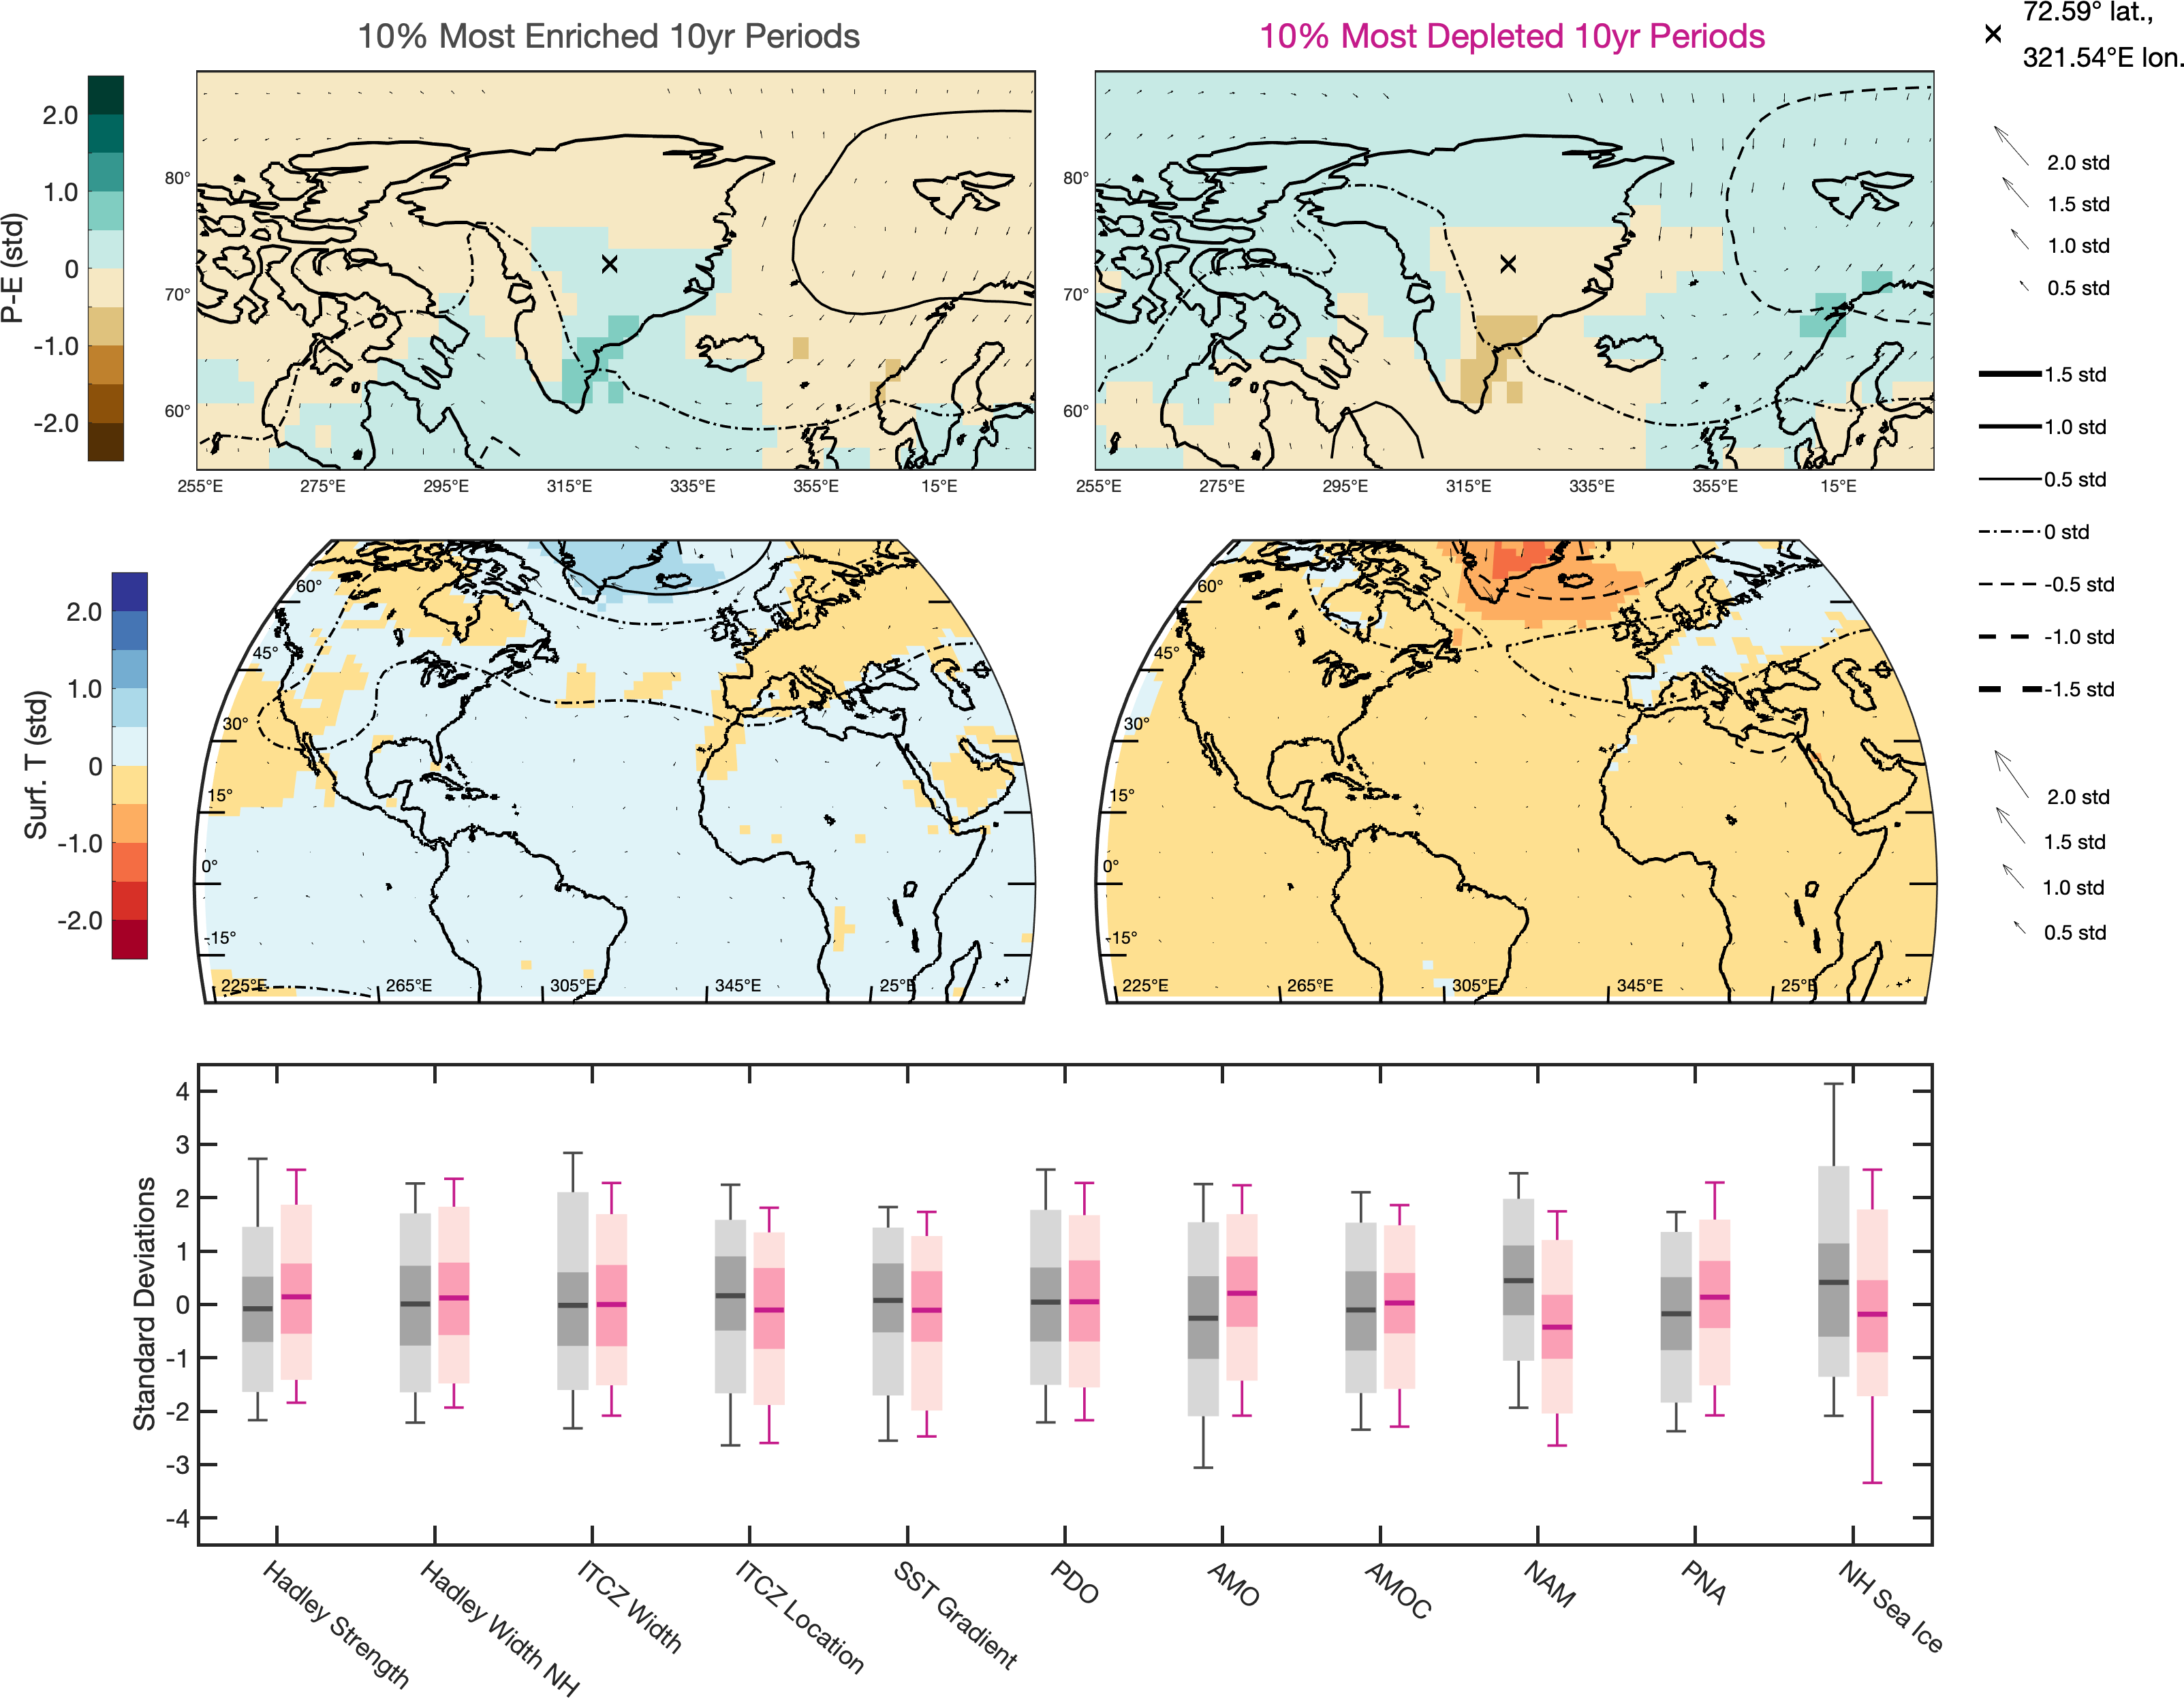 10% Most Enriched 10yr Periods
10% Most Depleted 10yr Periods
72.59° lat.,
321.54°E lon.
P-E (std)
2.0
1.0
0
-1.0
-2.0
80°
70°
60°
255°E 275°E 295°E 315°E 335°E 355°E 15°E
80°
70°
60°
255°E 275°E 295°E 315°E 335°E 355°E 15°E
2.0 std
1.5 std
1.0 std
0.5 std
1.5 std
1.0 std
0.5 std
0 std
-0.5 std
-1.0 std
-1.5 std
Surf. T (std)
2.0
1.0
0
-1.0
-2.0
60°
45°
30°
15°
0°
-15°
225°E 265°E 305°E 345°E 25°E
60°
45°
30°
15°
0°
-15°
225°E 265°E 305°E 345°E 25°E
2.0 std
1.5 std
1.0 std
0.5 std
Standard Deviations
4
3
2
1
0
-1
-2
-3
-4
Hadley Strength
Hadley Width NH
ITCZ Width
ITCZ Location
SST Gradient
PDO
AMO
AMOC
NAM
PNA
NH Sea Ice